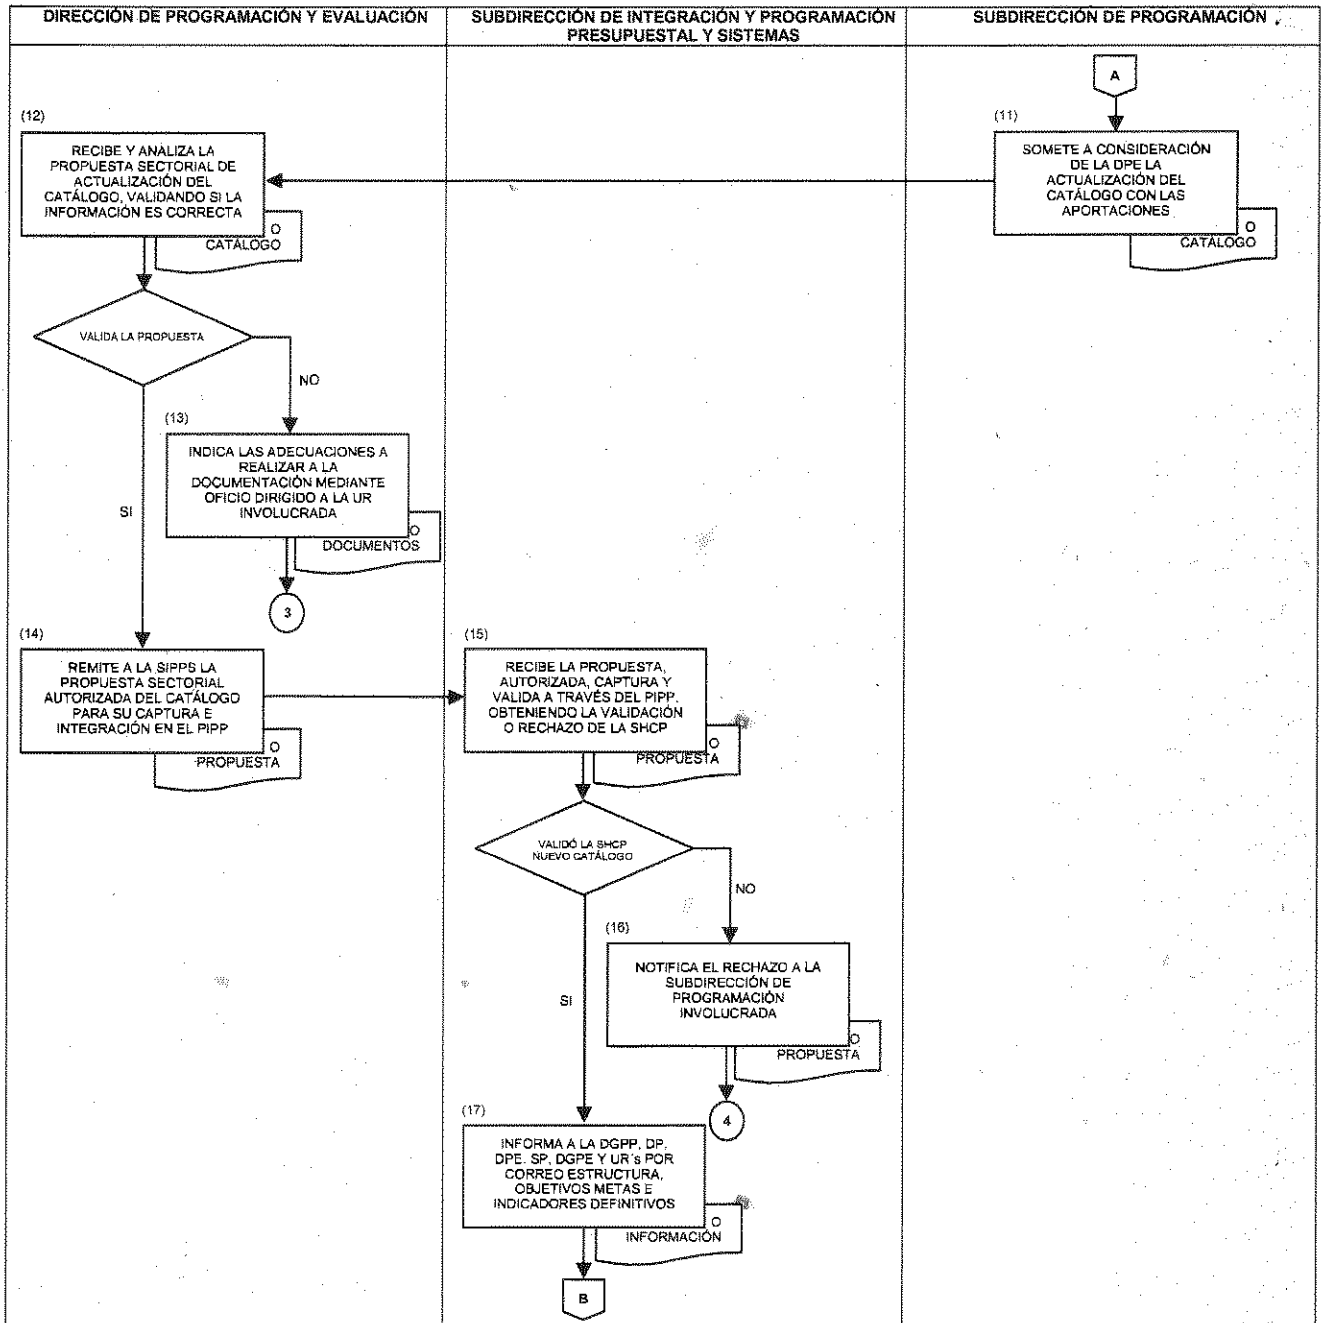 DIRECCIÓN DE PROGRAMACIÓN Y EVALUACIÓN
SUBDIRECCIÓN DE INTEGRACIÓN Y PROGRAMACIÓN
PRESUPUESTAL Y SISTEMAS
SUBDIRECCIÓN DE PROGRAMACIÓN
A
(11)
SOMETE A CONSIDERACIÓN
DE LA DPE LA
ACTUALIZACIÓN DEL
CATÁLOGO CON LAS
APORTACIONES
O
CATÁLOGO
(12)
RECIBE Y ANALIZA LA
PROPUESTA SECTORIAL DE
ACTUALIZACIÓN DEL
CATÁLOGO, VALIDANDO SI LA
INFORMACIÓN ES CORRECTA
O
CATÁLOGO
VALIDA LA PROPUESTA
NO
SI
(13)
INDICA LAS ADECUACIONES A
REALIZAR A LA
DOCUMENTACIÓN MEDIANTE
OFICIO DIRIGIDO A LA UR
INVOLUCRADA
O
DOCUMENTOS
3
(14)
REMITE A LA SIPPS LA
PROPUESTA SECTORIAL
AUTORIZADA DEL CATÁLOGO
PARA SU CAPTURA E
INTEGRACIÓN EN EL PIPP
O
PROPUESTA
(15)
RECIBE LA PROPUESTA,
AUTORIZADA, CAPTURA Y
VALIDA A TRAVÉS DEL PIPP,
OBTENIENDO LA VALIDACIÓN
O RECHAZO DE LA SHCP
O
PROPUESTA
VALIDÓ LA SHCP
NUEVO CATÁLOGO
NO
SI
(16)
NOTIFICA EL RECHAZO A LA
SUBDIRECCIÓN DE
PROGRAMACIÓN
INVOLUCRADA
O
PROPUESTA
4
(17)
INFORMA A LA DGPP, DP,
DPE, SP, DGPE Y UR´s POR
CORREO ESTRUCTURA,
OBJETIVOS METAS E
INDICADORES DEFINITIVOS
O
INFORMACIÓN
B